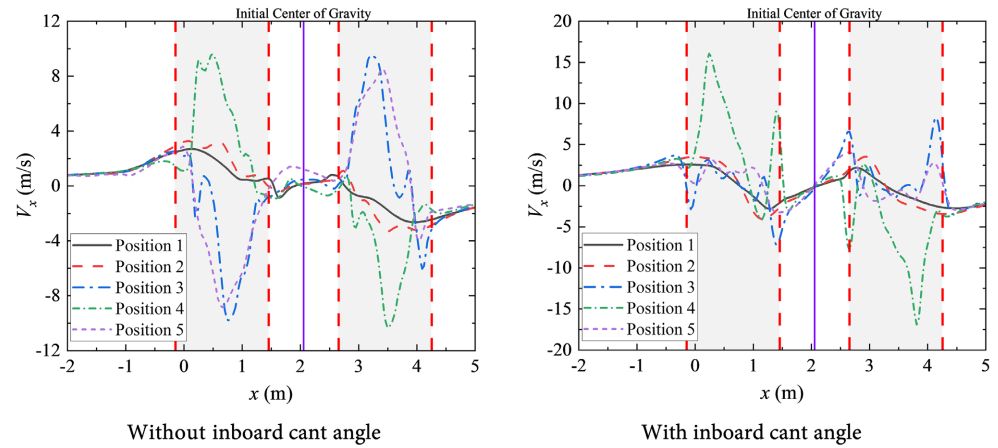 Initial Center of Gravity
12
8
4
0
-4
-8
-12
Vx (m/s)
Position 1
Position 2
Position 3
Position 4
Position 5
-2 -1 0 1 2 3 4 5
x (m)
Without inboard cant angle
Initial Center of Gravity
20
15
10
5
0
-5
-10
-15
-20
Vx (m/s)
Position 1
Position 2
Position 3
Position 4
Position 5
-2 -1 0 1 2 3 4 5
x (m)
With inboard cant angle